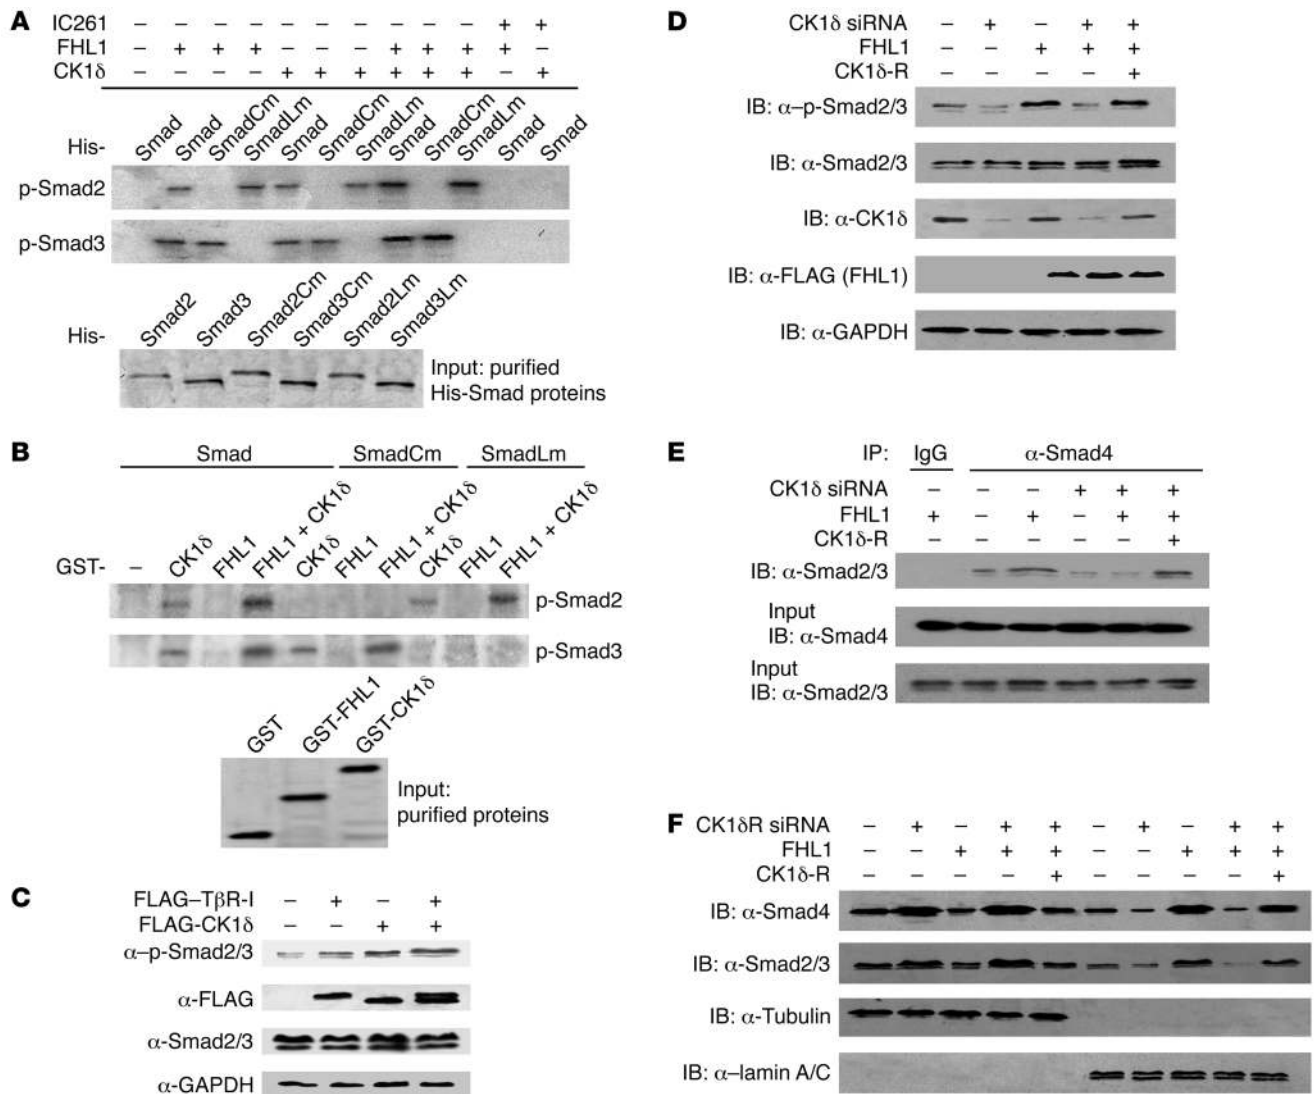 A
IC261 – – – – – – – – – – + +
FHL1 – + + + – – – + + + + –
CK1δ – – – – + + + + + + – +
His- Smad Smad SmadCm SmadLm Smad SmadCm SmadLm Smad SmadCm SmadLm Smad Smad
p-Smad2
p-Smad3
His- Smad2 Smad3 Smad2Cm Smad3Cm Smad2Lm Smad3Lm
Input: purified
His-Smad proteins
B
Smad SmadCm SmadLm
GST- – CK1δ FHL1 FHL1 + CK1δ CK1δ FHL1 FHL1 + CK1δ CK1δ FHL1 FHL1 + CK1δ
p-Smad2
p-Smad3
GST GST-FHL1 GST-CK1δ
Input:
purified proteins
C
FLAG–TβR-I – + – +
FLAG-CK1δ – – + +
α–p-Smad2/3
α-FLAG
α-Smad2/3
α-GAPDH
D
CK1δ siRNA – + – + +
FHL1 – – + + +
CK1δ-R – – – – +
IB: α–p-Smad2/3
IB: α-Smad2/3
IB: α-CK1δ
IB: α-FLAG (FHL1)
IB: α-GAPDH
E
IP: IgG α-Smad4
CK1δ siRNA – – – + + +
FHL1 + – + – + +
CK1δ-R – – – – – +
IB: α-Smad2/3
Input
IB: α-Smad4
Input
IB: α-Smad2/3
F
CK1δR siRNA – + – + + – + – + +
FHL1 – – + + + – – + + +
CK1δ-R – – – – + – – – – +
IB: α-Smad4
IB: α-Smad2/3
IB: α-Tubulin
IB: α–lamin A/C